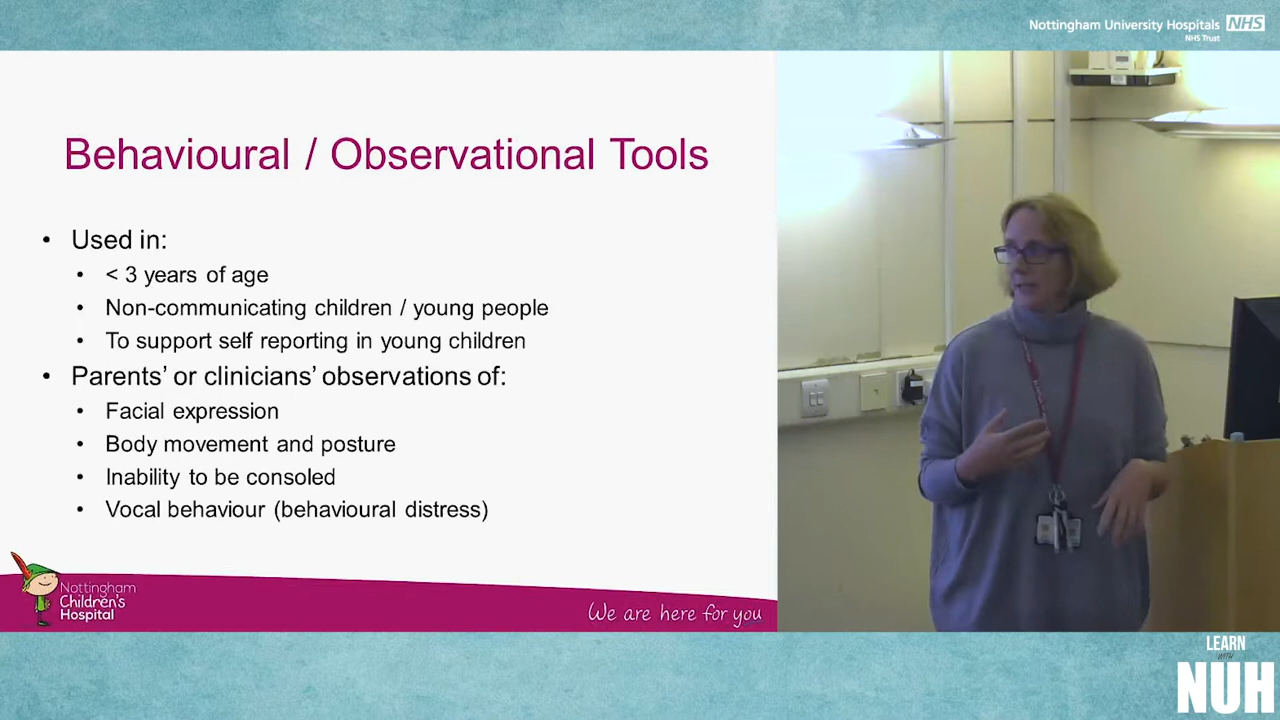 Nottingham University Hospitals NHS
NHS Trust
Behavioural / Observational Tools
• Used in:
• < 3 years of age
• Non-communicating children / young people
• To support self reporting in young children
• Parents’ or clinicians’ observations of:
• Facial expression
• Body movement and posture
• Inability to be consoled
• Vocal behaviour (behavioural distress)
Nottingham
Children's
Hospital
We are here for you
LEARN
WITH
NUH